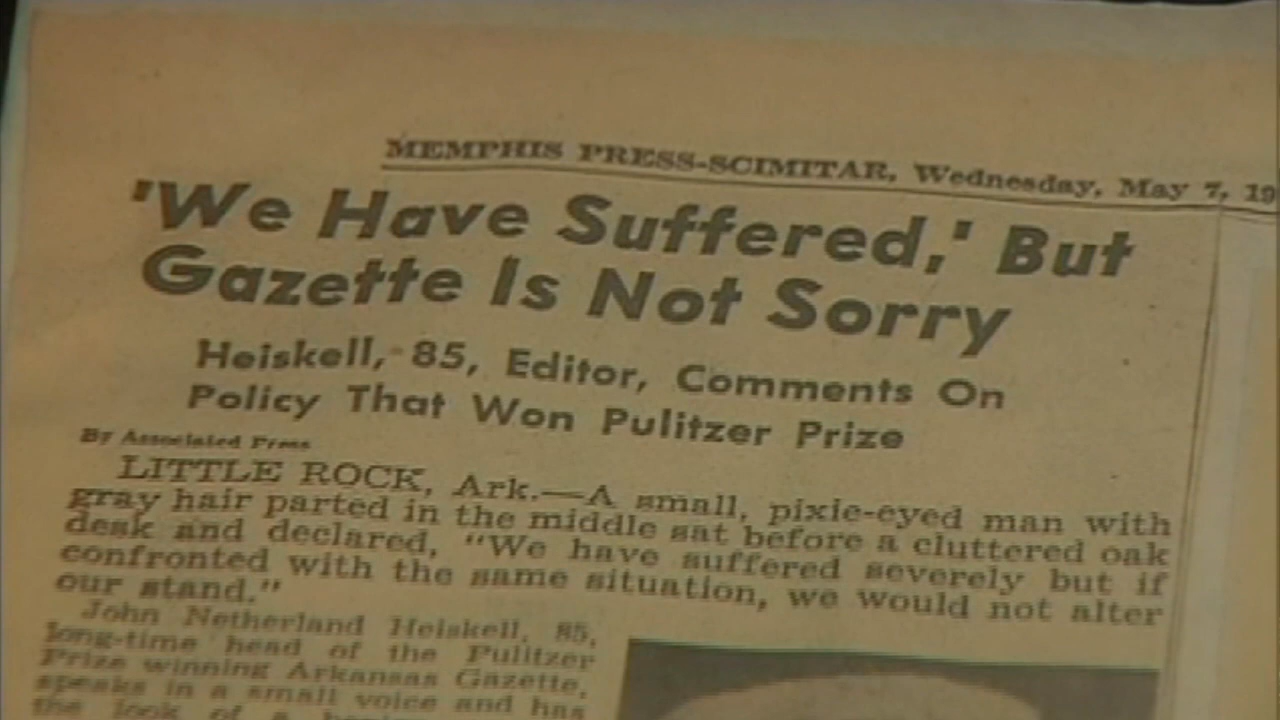 MEMPHIS PRESS-SCIMITAR, Wednesday, May 7, 19
'We Have Suffered,' But
Gazette Is Not Sorry
Heiskell, 85, Editor, Comments On
Policy That Won Pulitzer Prize
By Associated Press
LITTLE ROCK, Ark.—A small, pixie-eyed man with
gray hair parted in the middle sat before a cluttered oak
desk and declared, "We have suffered severely but if
confronted with the same situation, we would not alter
our stand."
John Netherland Heiskell, 85,
long-time head of the Pulitzer
Prize winning Arkansas Gazette,
speaks in a small voice and has
the look of a